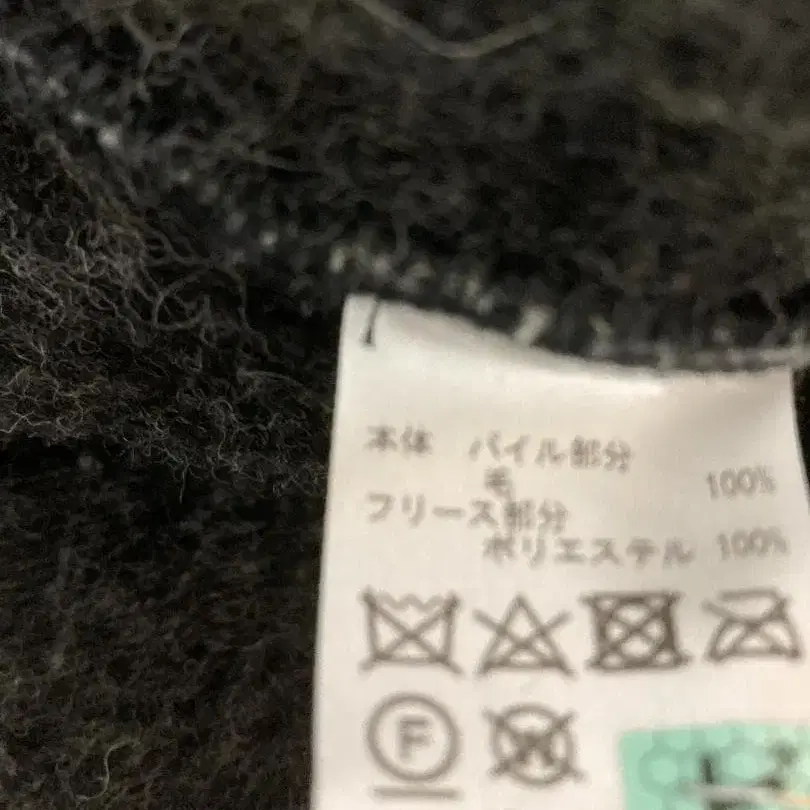 本体 パイル部分
毛 100%
フリース部分
ポリエステル 100%
F
W